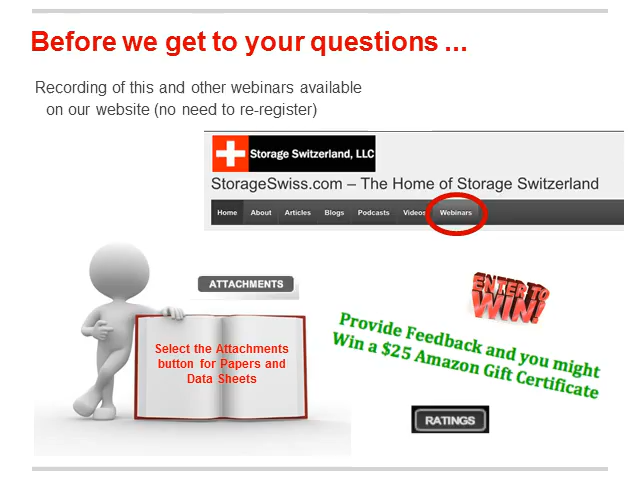 Before we get to your questions ...
Recording of this and other webinars available
on our website (no need to re-register)
Storage Switzerland, LLC
StorageSwiss.com – The Home of Storage Switzerland
Home About Articles Blogs Podcasts Videos Webinars
ATTACHMENTS
Select the Attachments
button for Papers and
Data Sheets
ENTER TO
WIN!
Provide Feedback and you might
Win a $25 Amazon Gift Certificate
RATINGS